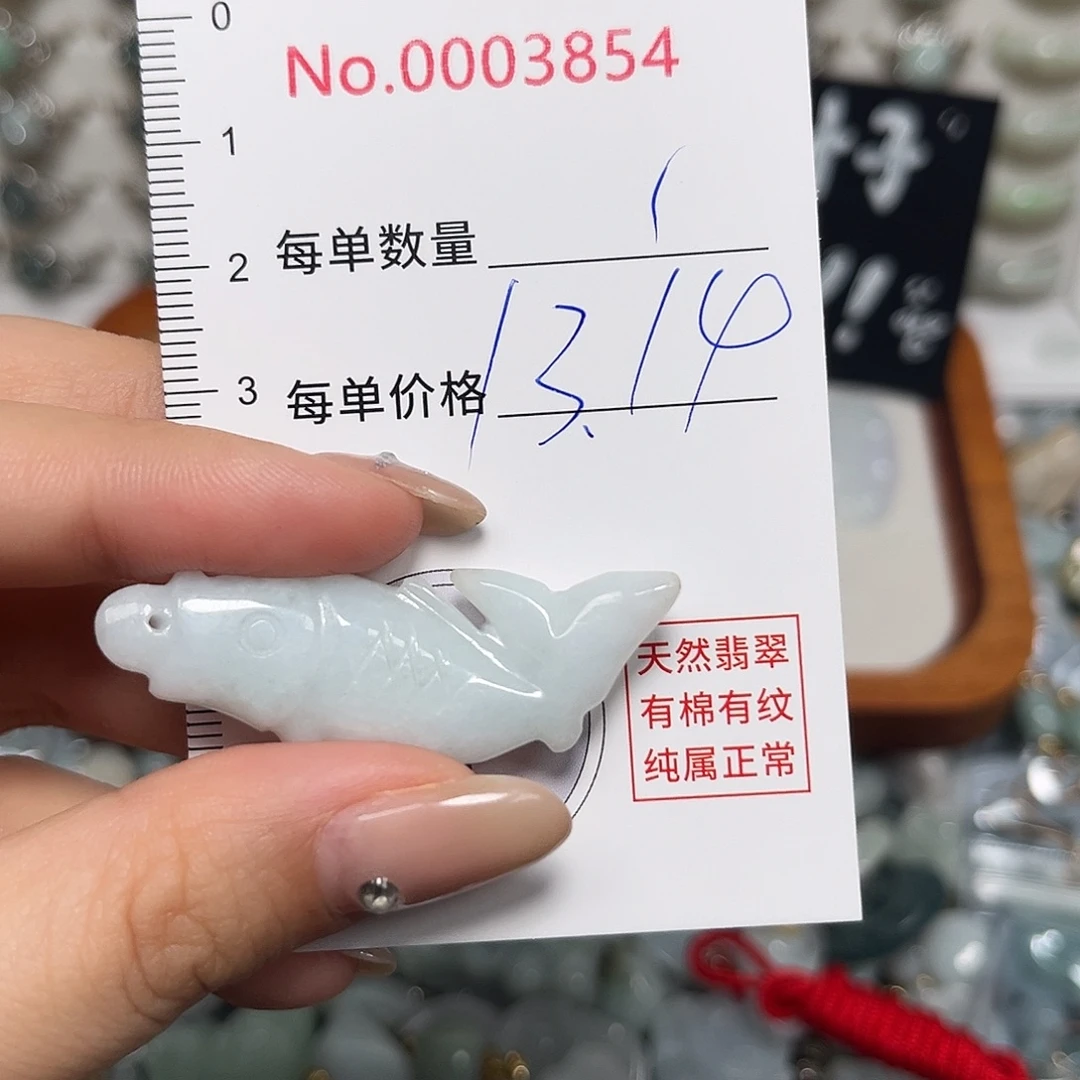 0
No.0003854
1
每单数量 1
2
每单价格 13.14
3
天然翡翠
有棉有纹
纯属正常
子
!!